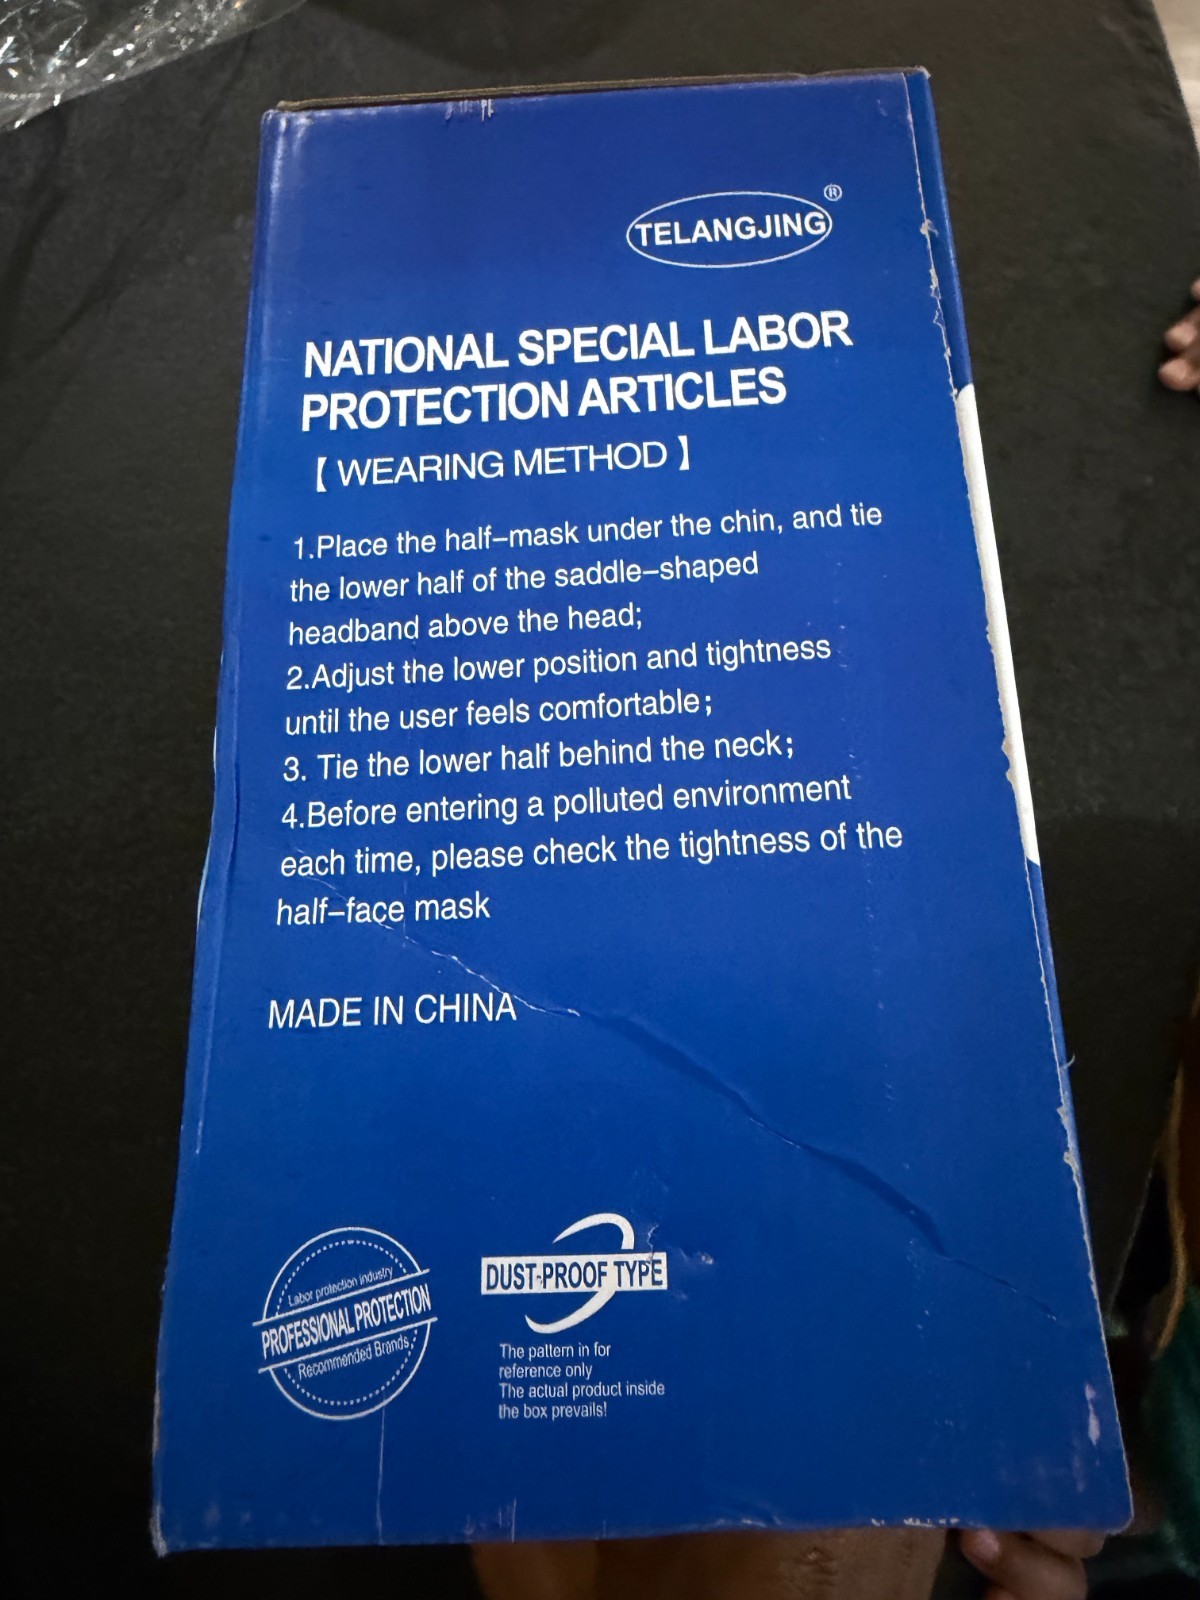 TELANGJING®
NATIONAL SPECIAL LABOR
PROTECTION ARTICLES
【 WEARING METHOD 】
1.Place the half–mask under the chin, and tie
the lower half of the saddle–shaped
headband above the head;
2.Adjust the lower position and tightness
until the user feels comfortable;
3. Tie the lower half behind the neck;
4.Before entering a polluted environment
each time, please check the tightness of the
half–face mask
MADE IN CHINA
Labor protection industry
PROFESSIONAL PROTECTION
Recommended Brands
DUST-PROOF TYPE
The pattern in for
reference only
The actual product inside
the box prevails!